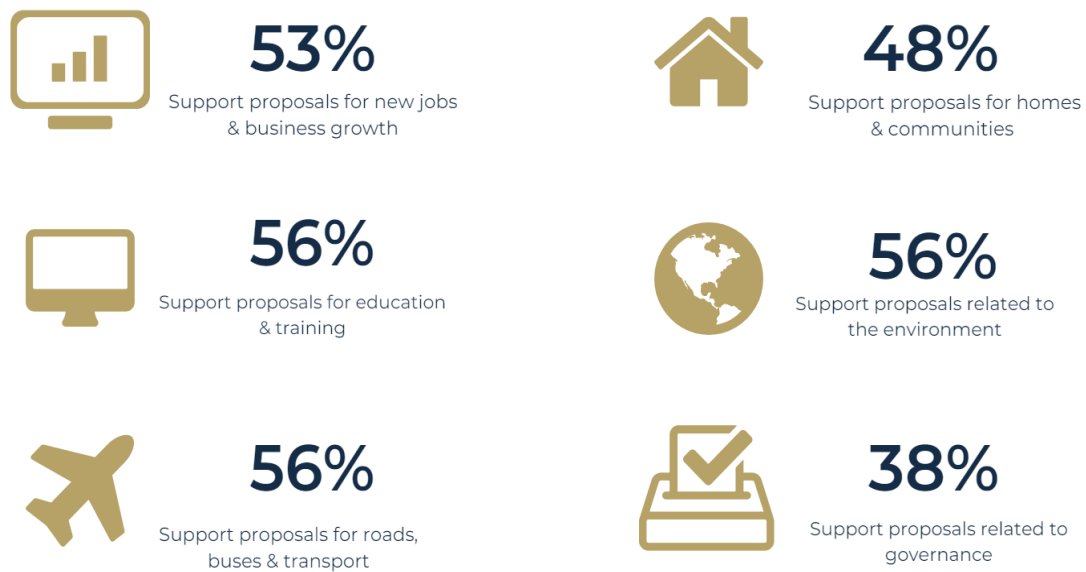 53%
Support proposals for new jobs
& business growth
48%
Support proposals for homes
& communities
56%
Support proposals for education
& training
56%
Support proposals related to
the environment
56%
Support proposals for roads,
buses & transport
38%
Support proposals related to
governance